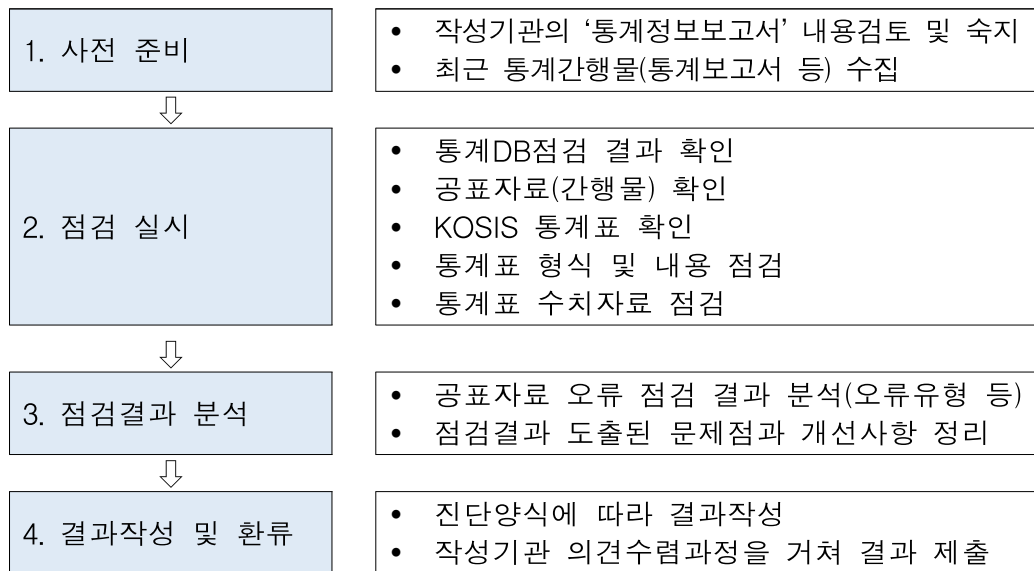 1. 사전 준비
• 작성기관의 ‘통계정보보고서’ 내용검토 및 숙지
• 최근 통계간행물(통계보고서 등) 수집
2. 점검 실시
• 통계DB점검 결과 확인
• 공표자료(간행물) 확인
• KOSIS 통계표 확인
• 통계표 형식 및 내용 점검
• 통계표 수치자료 점검
3. 점검결과 분석
• 공표자료 오류 점검 결과 분석(오류유형 등)
• 점검결과 도출된 문제점과 개선사항 정리
4. 결과작성 및 환류
• 진단양식에 따라 결과작성
• 작성기관 의견수렴과정을 거쳐 결과 제출